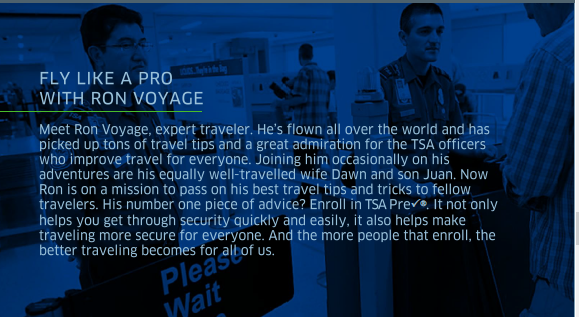 FLY LIKE A PRO
WITH RON VOYAGE
Meet Ron Voyage, expert traveler. He's flown all over the world and has
picked up tons of travel tips and a great admiration for the TSA officers
who improve travel for everyone. Joining him occasionally on his
adventures are his equally well-travelled wife Dawn and son Juan. Now
Ron is on a mission to pass on his best travel tips and tricks to fellow
travelers. His number one piece of advice? Enroll in TSA Pre✓. It not only
helps you get through security quickly and easily, it also helps make
traveling more secure for everyone. And the more people that enroll, the
better traveling becomes for all of us.
Please
Wait